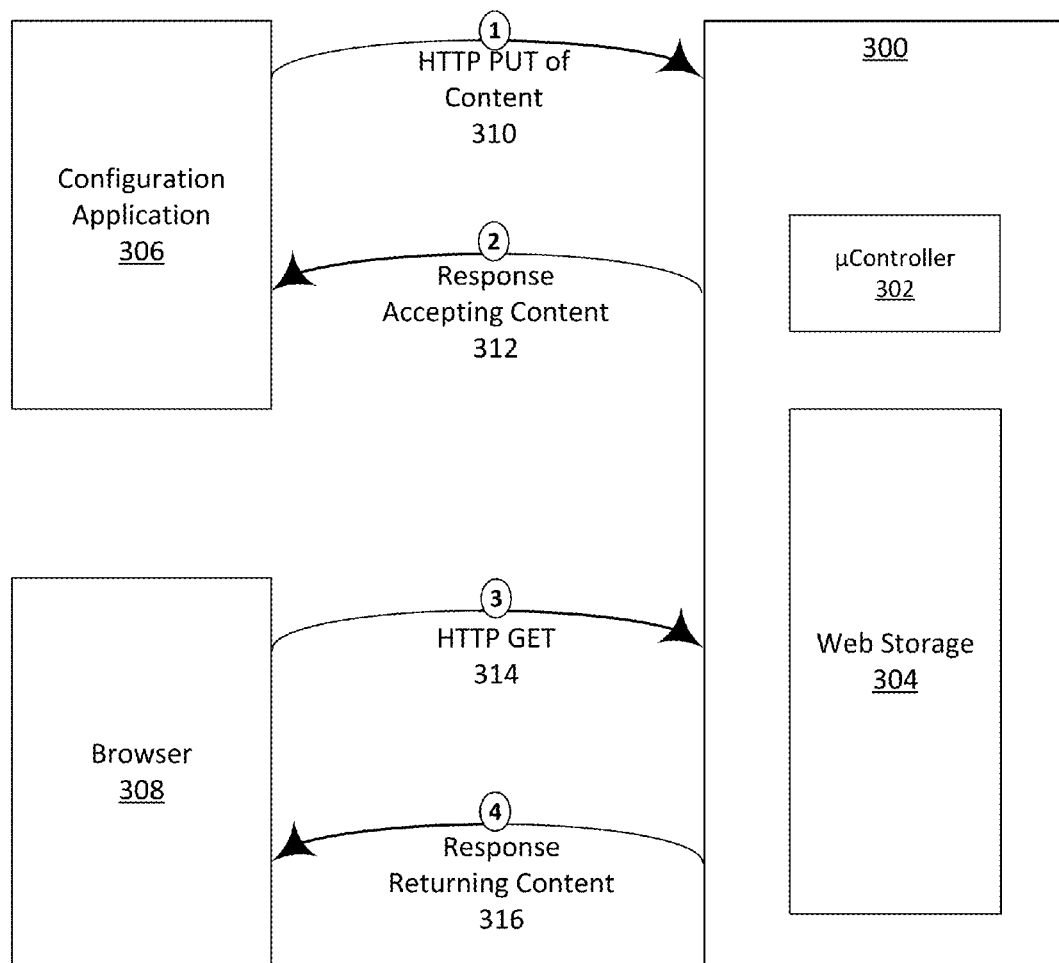 1
HTTP PUT of
Content
310
300
Configuration
Application
306
2
Response
Accepting Content
312
µController
302
3
HTTP GET
314
Web Storage
304
Browser
308
4
Response
Returning Content
316